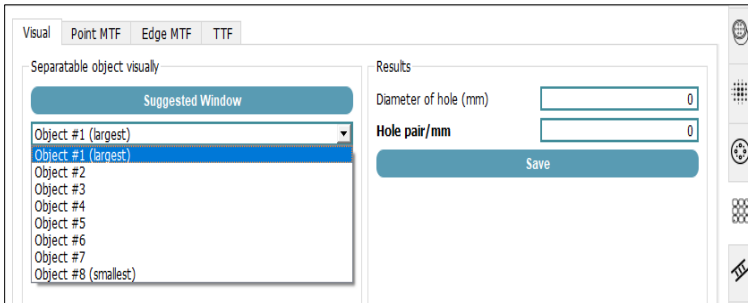 Visual Point MTF Edge MTF TTF
Separatable object visually
Suggested Window
Object #1 (largest)
Object #1 (largest)
Object #2
Object #3
Object #4
Object #5
Object #6
Object #7
Object #8 (smallest)
Results
Diameter of hole (mm) 0
Hole pair/mm 0
Save